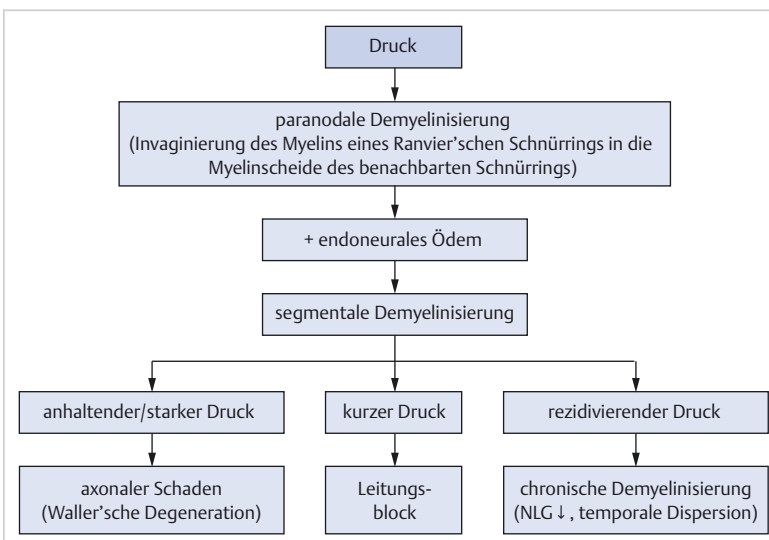 Druck
paranodale Demyelinisierung
(Invaginierung des Myelins eines Ranvier’schen Schnürrings in die
Myelinscheide des benachbarten Schnürrings)
+ endoneurales Ödem
segmentale Demyelinisierung
anhaltender/starker Druck
kurzer Druck
rezidivierender Druck
axonaler Schaden
(Waller’sche Degeneration)
Leitungs-
block
chronische Demyelinisierung
(NLG ↓, temporale Dispersion)